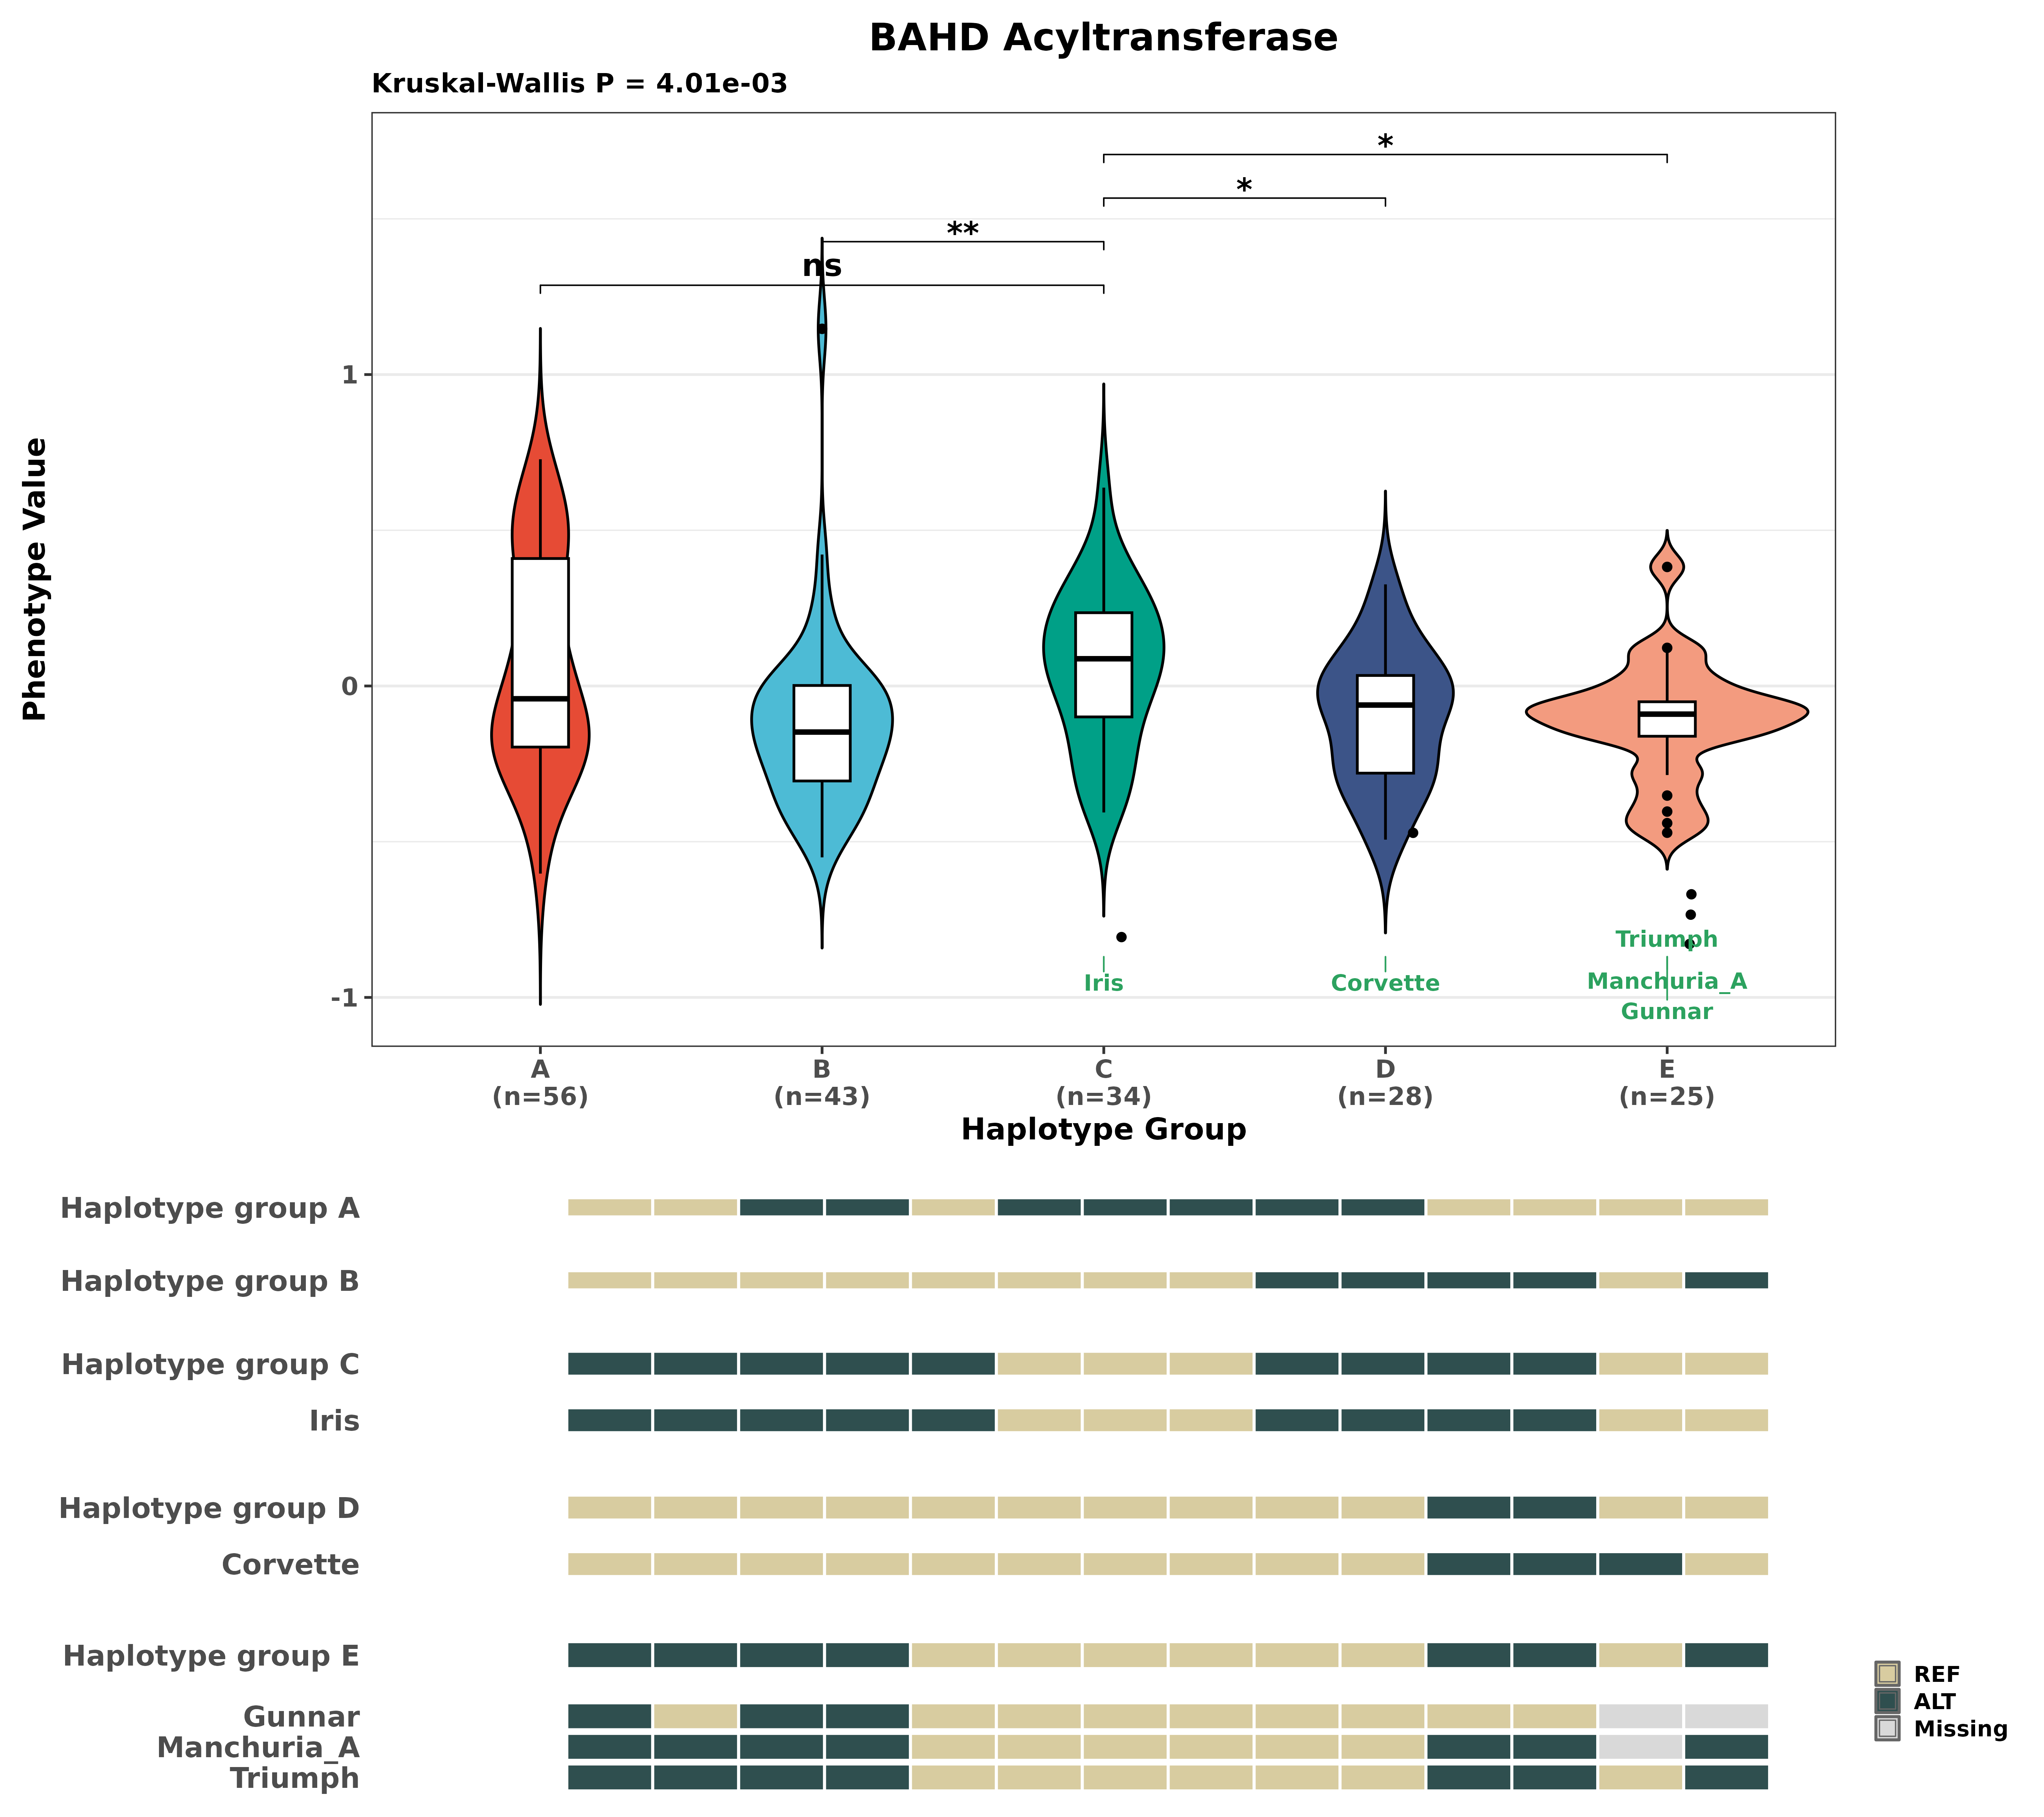 BAHD Acyltransferase
Kruskal-Wallis P = 4.01e-03
*
*
**
ns
Phenotype Value
1
0
-1
Triumph
Iris
Corvette
Manchuria_A
Gunnar
A
(n=56)
B
(n=43)
C
(n=34)
D
(n=28)
E
(n=25)
Haplotype Group
Haplotype group A
Haplotype group B
Haplotype group C
Iris
Haplotype group D
Corvette
Haplotype group E
Gunnar
Manchuria_A
Triumph
REF
ALT
Missing